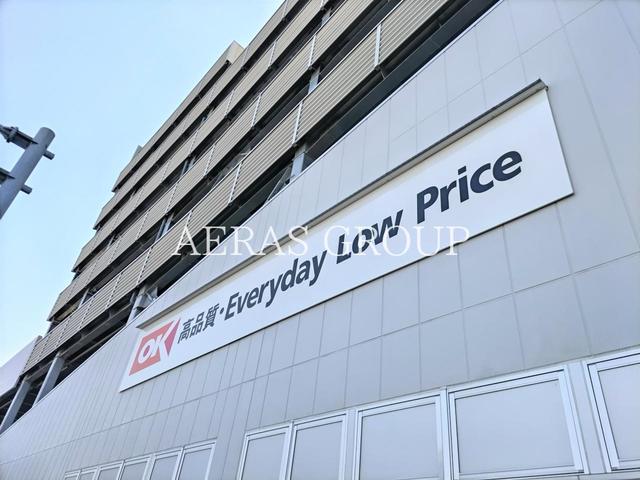 OK 高品質・Everyday Low Price
AERAS GROUP